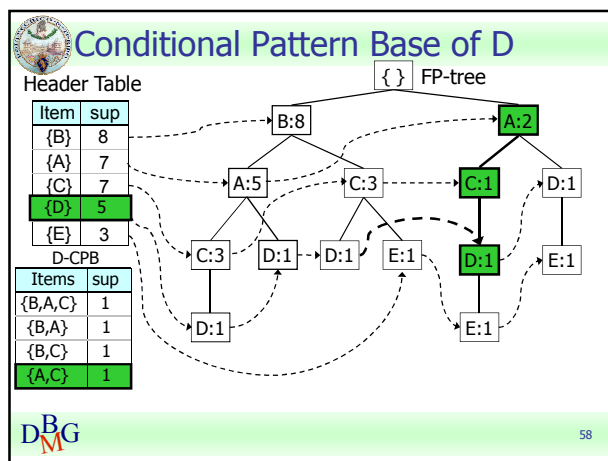 Conditional Pattern Base of D
Header Table
{ } FP-tree
Item sup
{B} 8
{A} 7
{C} 7
{D} 5
{E} 3
B:8 A:2
A:5 C:3 C:1 D:1
C:3 D:1 D:1 E:1 D:1 E:1
D:1 E:1
D-CPB
Items sup
{B,A,C} 1
{B,A} 1
{B,C} 1
{A,C} 1
DBMG
58